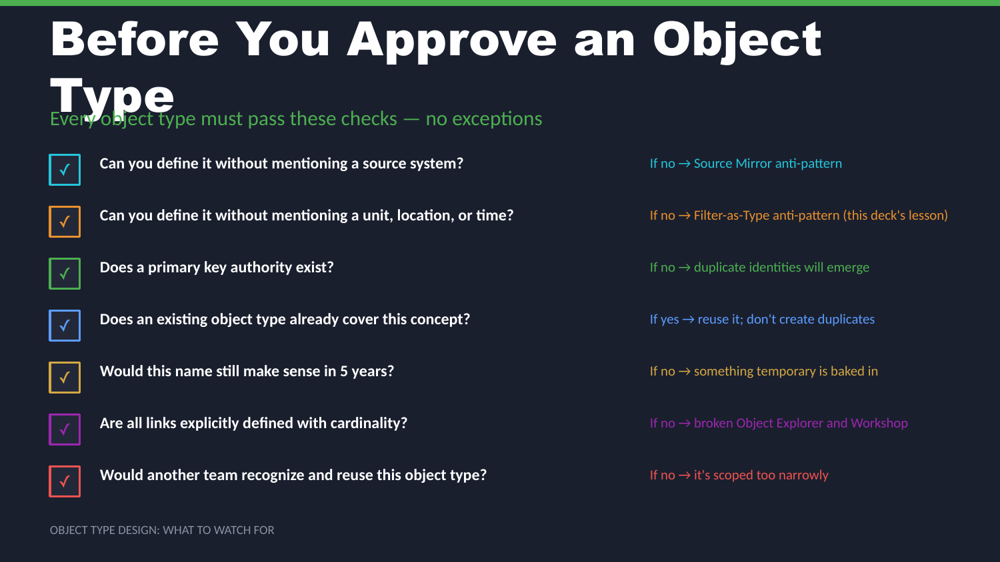 Before You Approve an Object
Type
Every object type must pass these checks — no exceptions
✓ Can you define it without mentioning a source system? If no → Source Mirror anti-pattern
✓ Can you define it without mentioning a unit, location, or time? If no → Filter-as-Type anti-pattern (this deck's lesson)
✓ Does a primary key authority exist? If no → duplicate identities will emerge
✓ Does an existing object type already cover this concept? If yes → reuse it; don't create duplicates
✓ Would this name still make sense in 5 years? If no → something temporary is baked in
✓ Are all links explicitly defined with cardinality? If no → broken Object Explorer and Workshop
✓ Would another team recognize and reuse this object type? If no → it's scoped too narrowly
OBJECT TYPE DESIGN: WHAT TO WATCH FOR